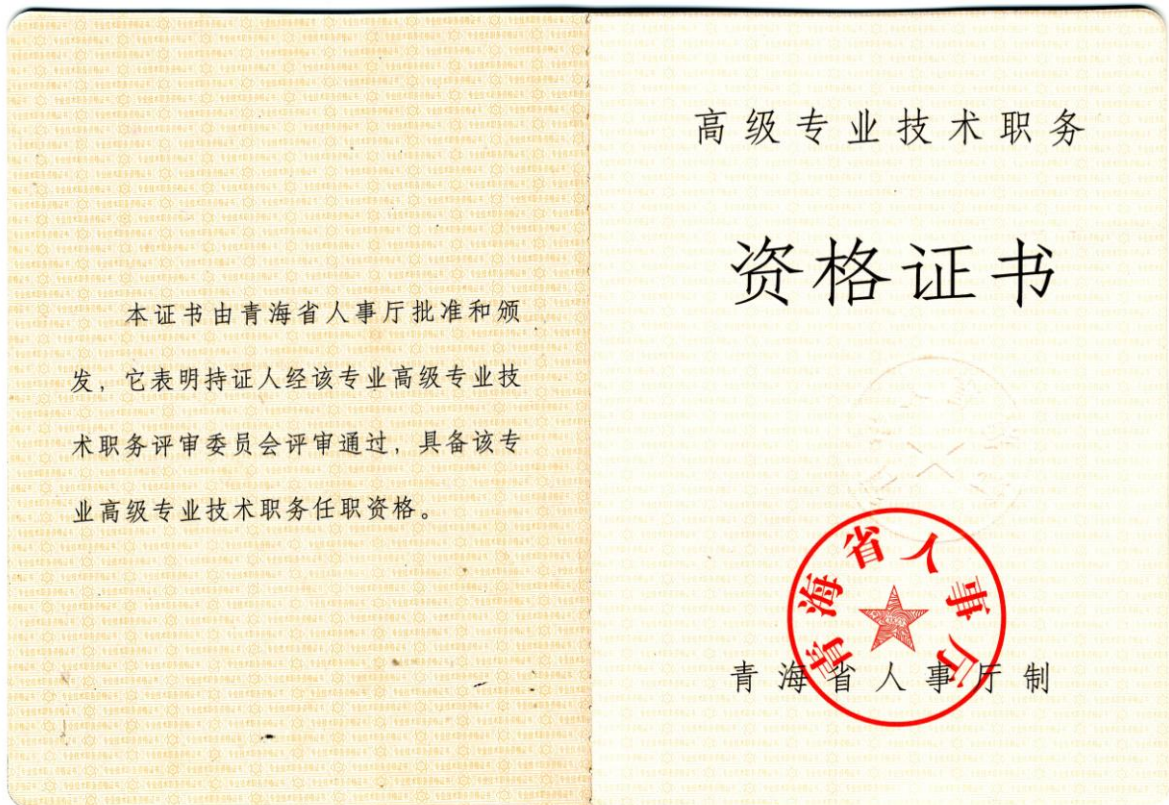 本证书由青海省人事厅批准和颁
发，它表明持证人经该专业高级专业技
术职务评审委员会评审通过，具备该专
业高级专业技术职务任职资格。
高级专业技术职务
资格证书
青海省人事厅
青海省人事厅制